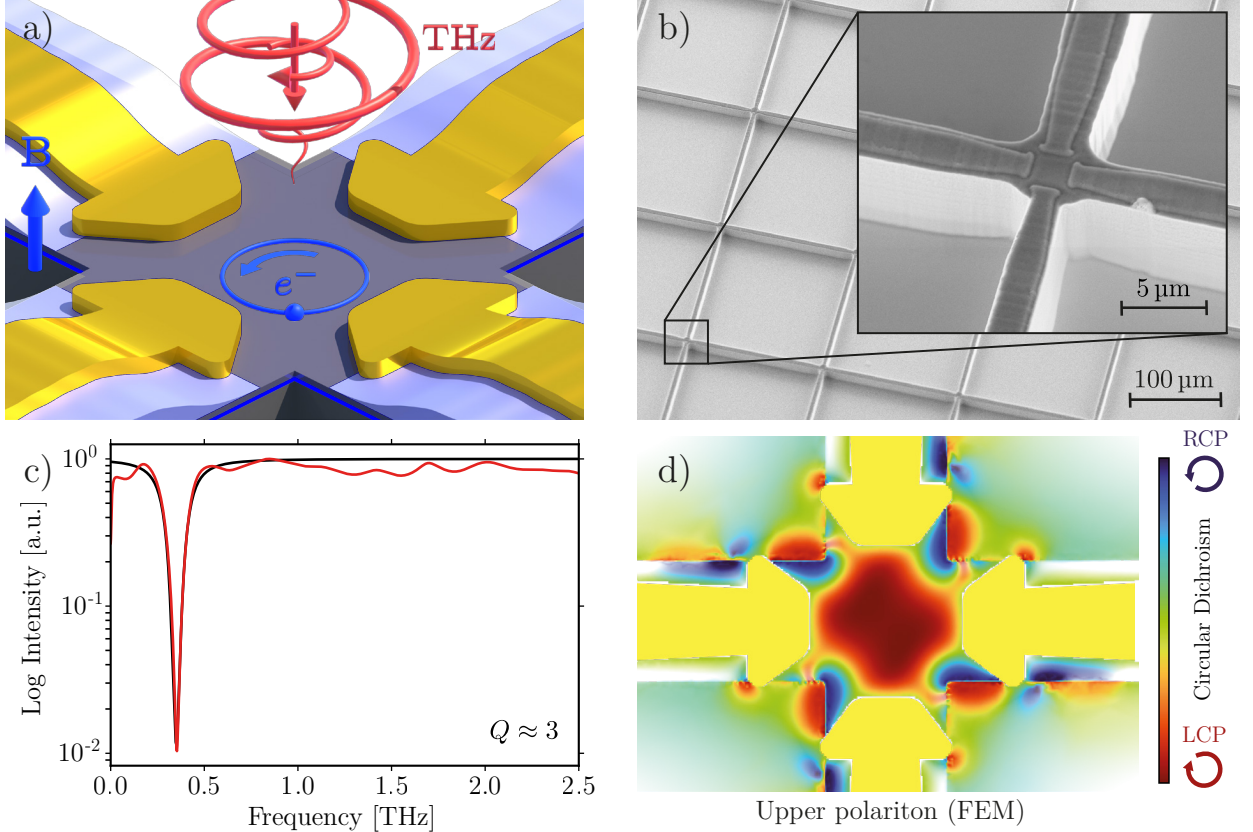 a)
THz
B
e⁻
b)
5 μm
100 μm
c)
10⁰
10⁻¹
10⁻²
Log Intensity [a.u.]
Q ≈ 3
0.0 0.5 1.0 1.5 2.0 2.5
Frequency [THz]
d)
RCP
Circular Dichroism
LCP
Upper polariton (FEM)